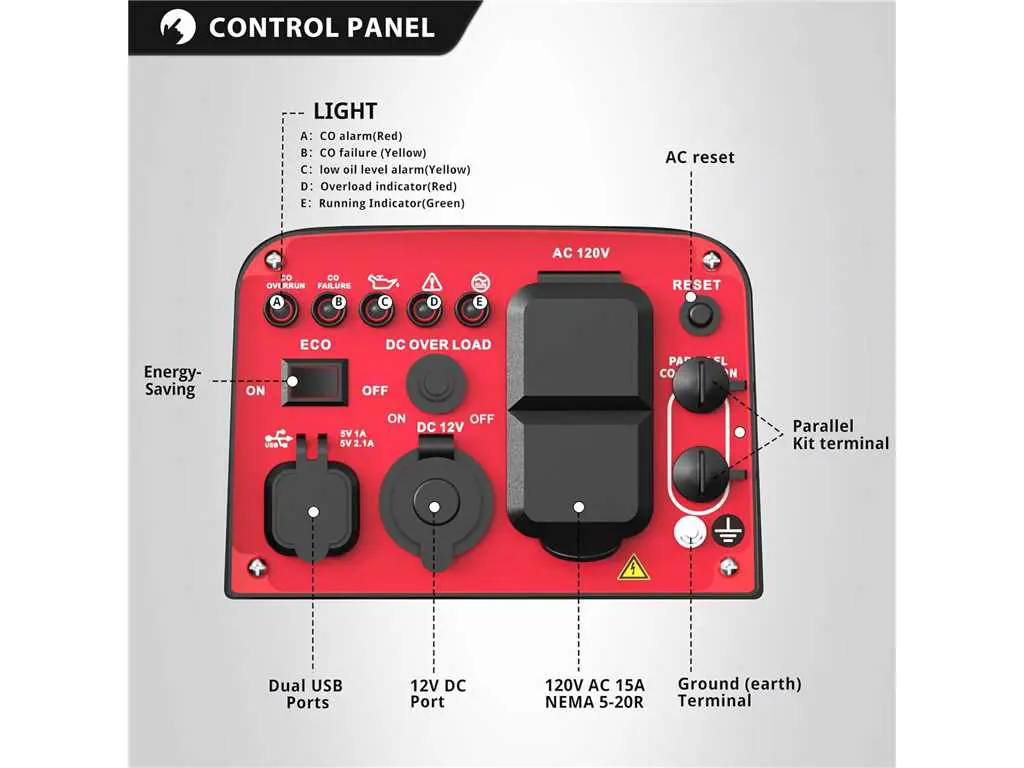 CONTROL PANEL
LIGHT
A: CO alarm(Red)
B: CO failure (Yellow)
C: low oil level alarm(Yellow)
D: Overload indicator(Red)
E: Running Indicator(Green)
AC reset
AC 120V
CO OVERRUN
CO FAILURE
RESET
A
B
C
D
E
ECO
DC OVER LOAD
Energy-
Saving
ON
OFF
ON
OFF
DC 12V
USB
5V 1A
5V 2.1A
Parallel
Kit terminal
Dual USB
Ports
12V DC
Port
120V AC 15A
NEMA 5-20R
Ground (earth)
Terminal